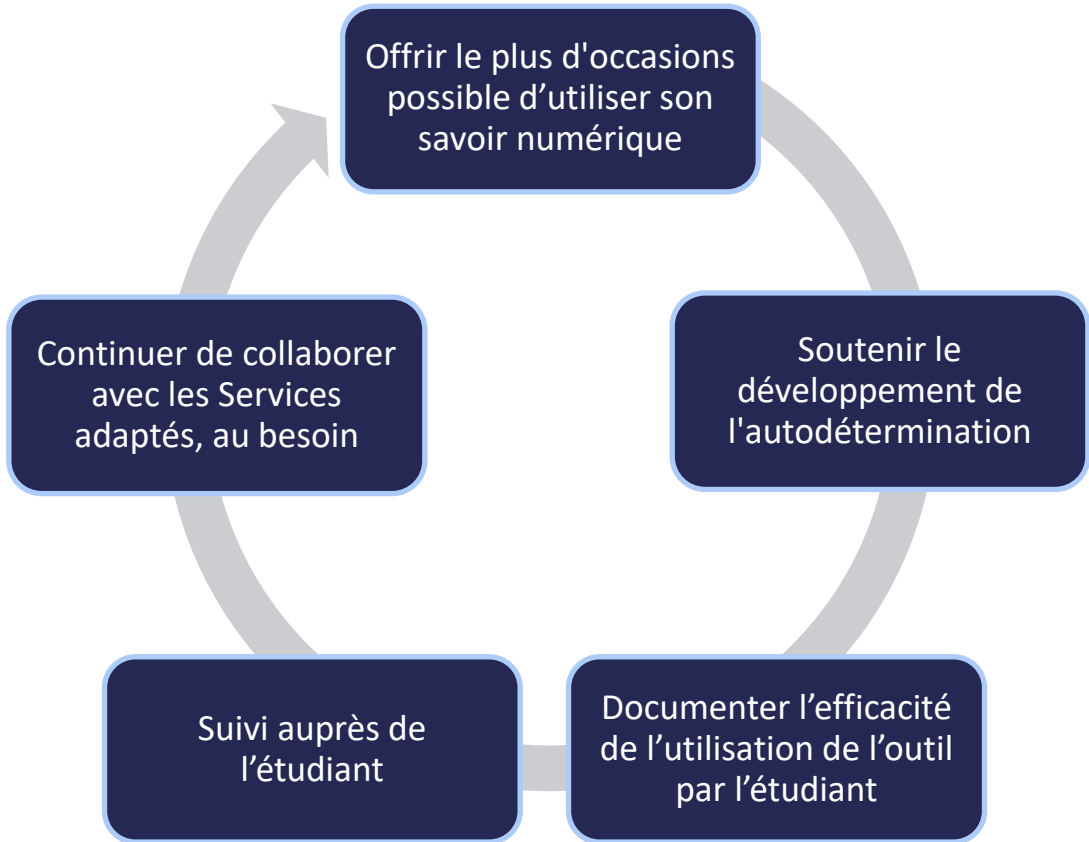 Offrir le plus d'occasions
possible d’utiliser son
savoir numérique
Soutenir le
développement de
l'autodétermination
Documenter l’efficacité
de l’utilisation de l’outil
par l’étudiant
Suivi auprès de
l’étudiant
Continuer de collaborer
avec les Services
adaptés, au besoin